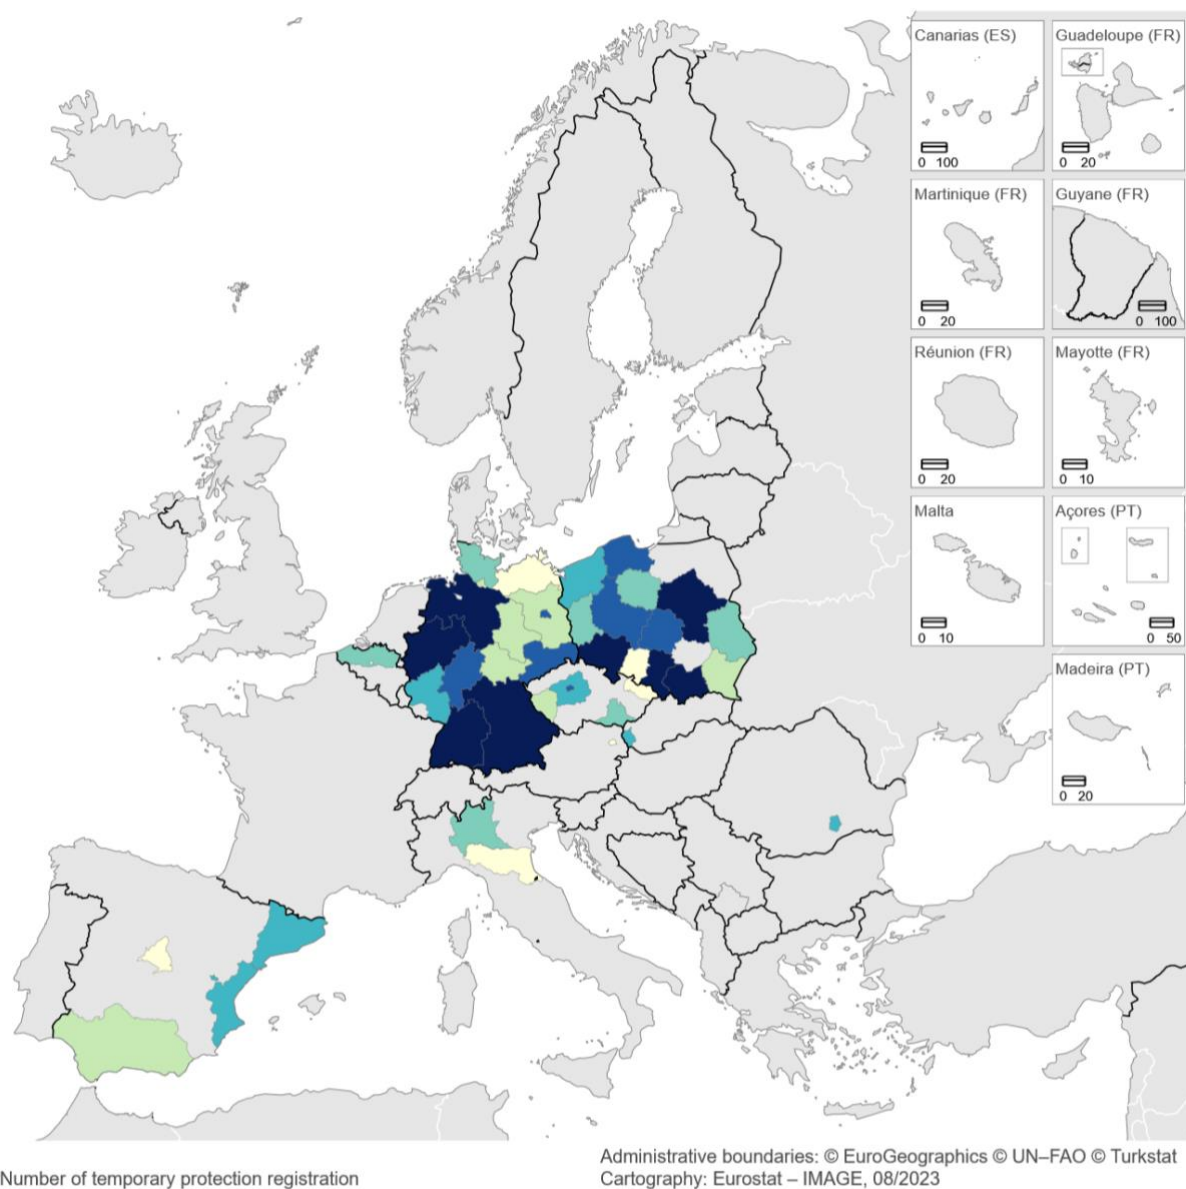 Canarias (ES)
0 100
Guadeloupe (FR)
0 20
Martinique (FR)
0 20
Guyane (FR)
0 100
Réunion (FR)
0 20
Mayotte (FR)
0 10
Malta
0 10
Açores (PT)
0 50
Madeira (PT)
0 20
Number of temporary protection registration
Administrative boundaries: © EuroGeographics © UN–FAO © Turkstat
Cartography: Eurostat – IMAGE, 08/2023